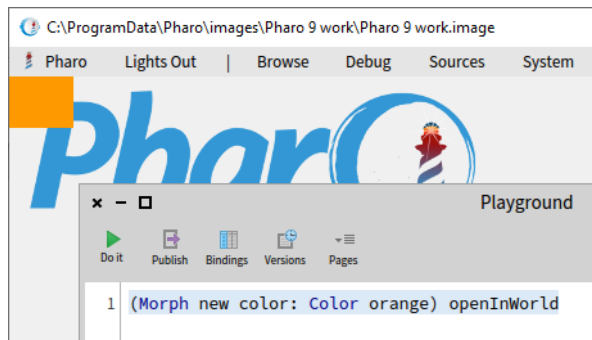 C:\ProgramData\Pharo\images\Pharo 9 work\Pharo 9 work.image
Pharo Lights Out | Browse Debug Sources System
Pharo
Playground
Do it Publish Bindings Versions Pages
1 (Morph new color: Color orange) openInWorld